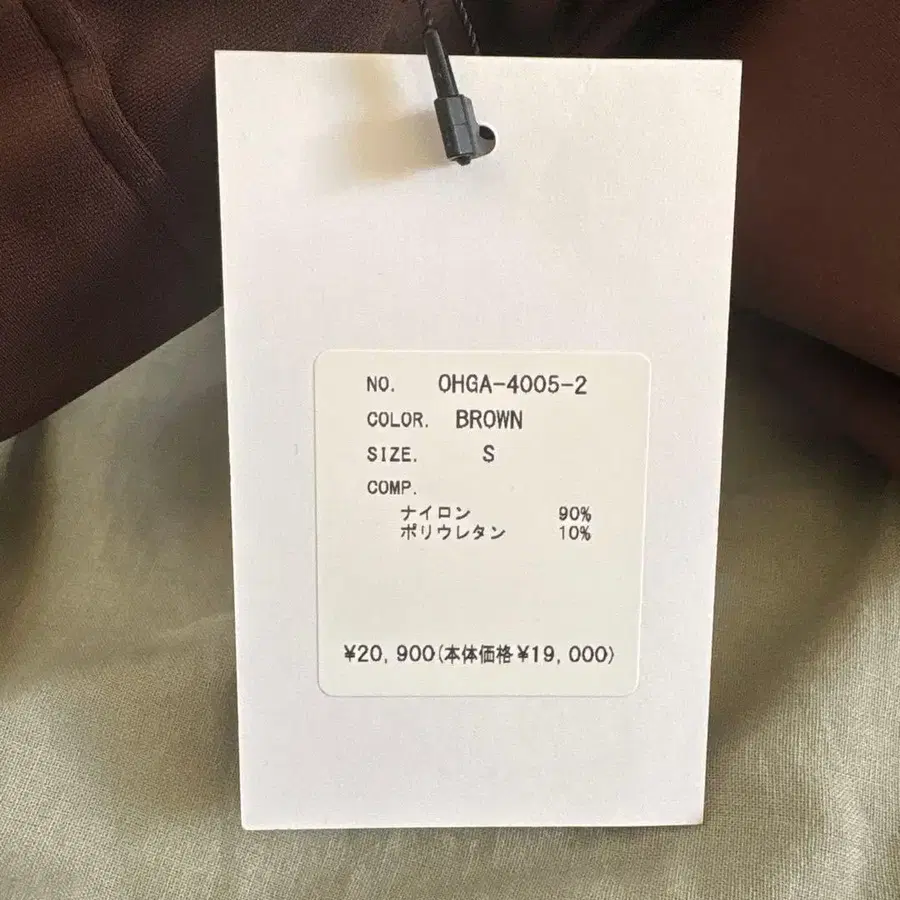 NO. OHGA-4005-2
COLOR. BROWN
SIZE. S
COMP.
ナイロン 90%
ポリウレタン 10%
¥20,900(本体価格¥19,000)